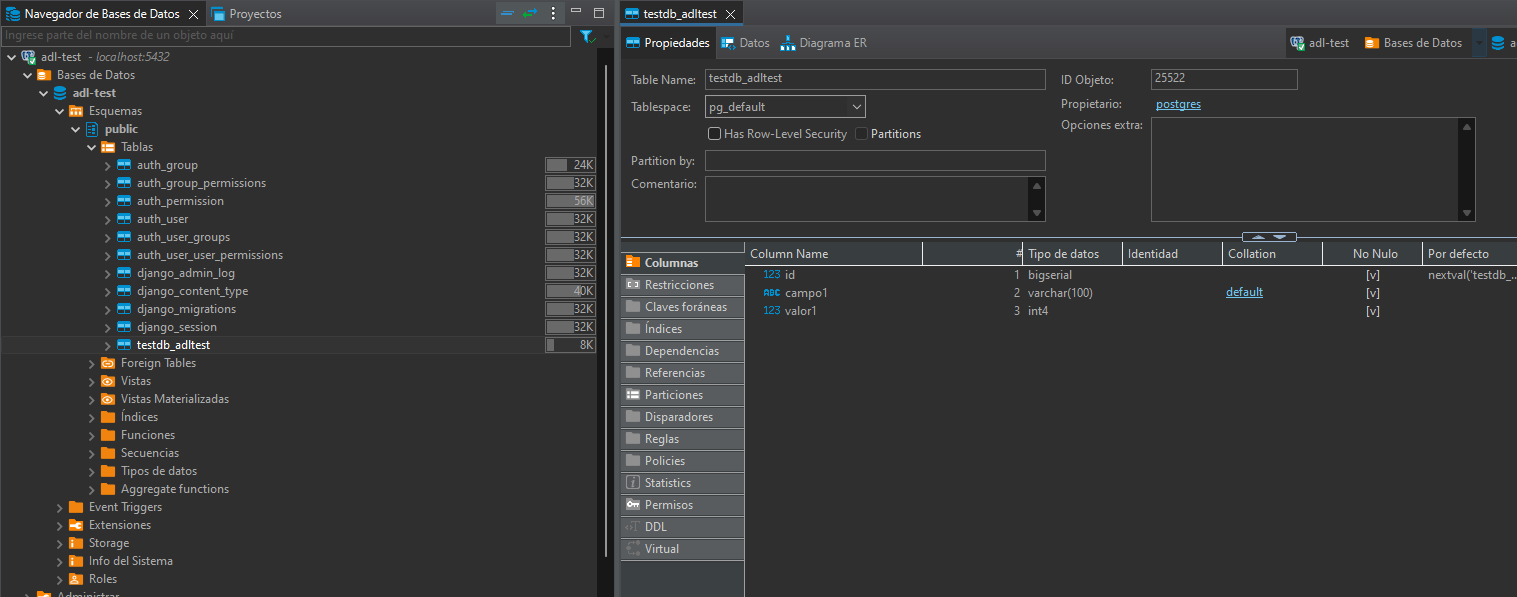 Navegador de Bases de Datos
Proyectos
Ingrese parte del nombre de un objeto aquí
adl-test - localhost:5432
Bases de Datos
adl-test
Esquemas
public
Tablas
auth_group 24K
auth_group_permissions 32K
auth_permission 56K
auth_user 32K
auth_user_groups 32K
auth_user_user_permissions 32K
django_admin_log 32K
django_content_type 40K
django_migrations 32K
django_session 32K
testdb_adltest 8K
Foreign Tables
Vistas
Vistas Materializadas
Índices
Funciones
Secuencias
Tipos de datos
Aggregate functions
Event Triggers
Extensiones
Storage
Info del Sistema
Roles
Administrar
testdb_adltest
Propiedades Datos Diagrama ER
adl-test Bases de Datos a
Table Name: testdb_adltest
Tablespace: pg_default
Has Row-Level Security Partitions
Partition by:
Comentario:
ID Objeto: 25522
Propietario: postgres
Opciones extra:
Columnas
Restricciones
Claves foráneas
Índices
Dependencias
Referencias
Particiones
Disparadores
Reglas
Policies
Statistics
Permisos
DDL
Virtual
Column Name # Tipo de datos Identidad Collation No Nulo Por defecto
123 id 1 bigserial [v] nextval('testdb_...
ABC campo1 2 varchar(100) default [v]
123 valor1 3 int4 [v]